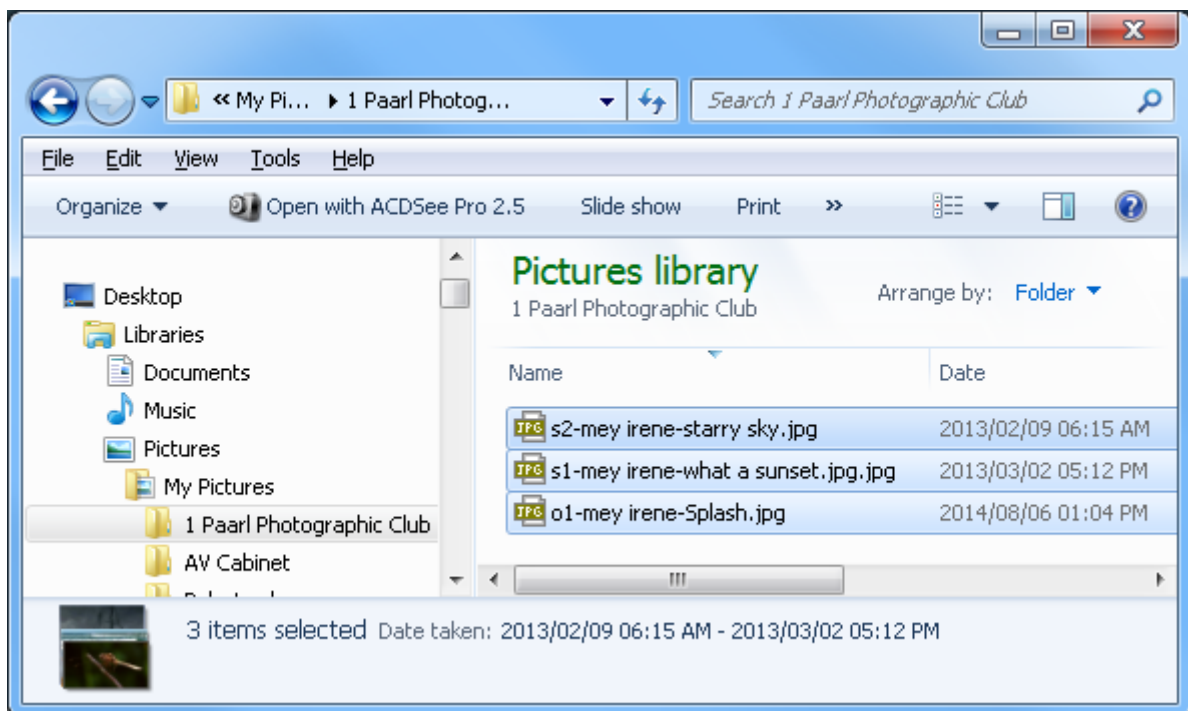 « My Pi... ▸ 1 Paarl Photog...
Search 1 Paarl Photographic Club
File Edit View Tools Help
Organize Open with ACDSee Pro 2.5 Slide show Print »
Desktop
Libraries
Documents
Music
Pictures
My Pictures
1 Paarl Photographic Club
AV Cabinet
Pictures library
1 Paarl Photographic Club
Arrange by: Folder
Name Date
s2-mey irene-starry sky.jpg 2013/02/09 06:15 AM
s1-mey irene-what a sunset.jpg.jpg 2013/03/02 05:12 PM
o1-mey irene-Splash.jpg 2014/08/06 01:04 PM
3 items selected Date taken: 2013/02/09 06:15 AM - 2013/03/02 05:12 PM